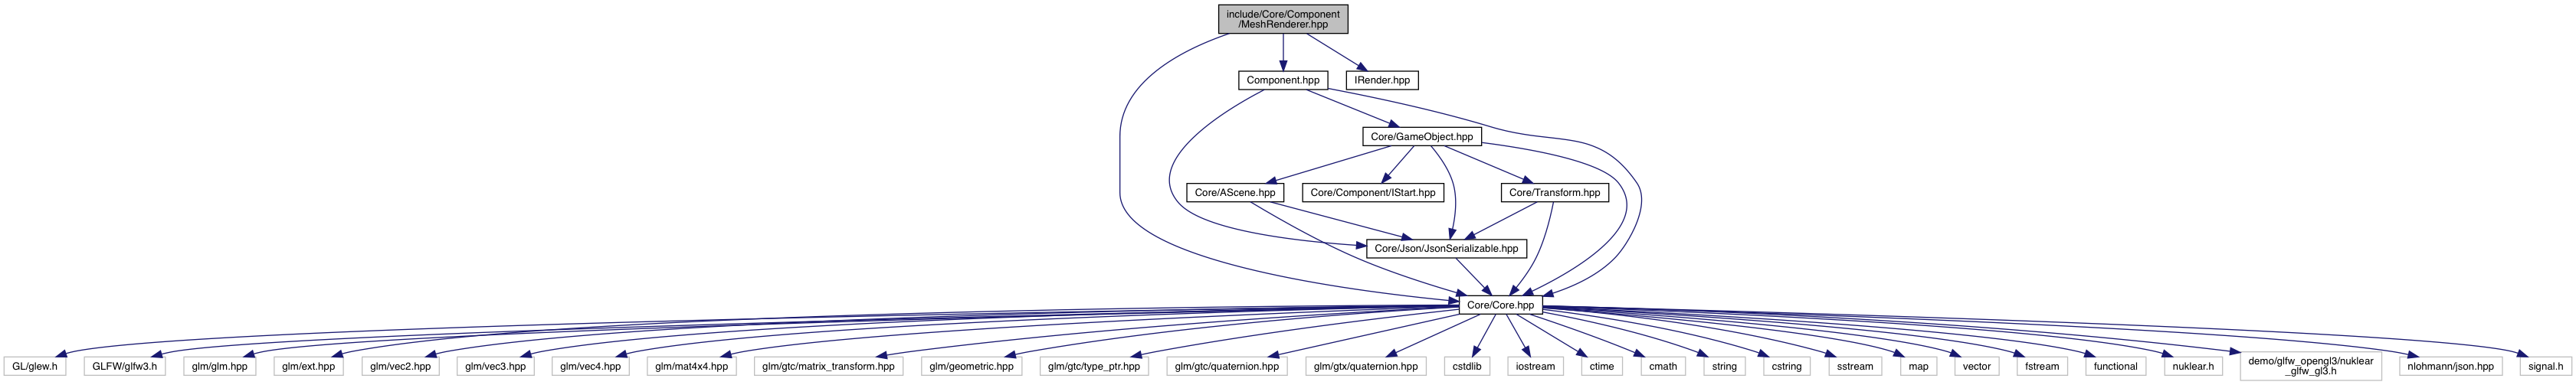 include/Core/Component
/MeshRenderer.hpp
Component.hpp
IRender.hpp
Core/GameObject.hpp
Core/AScene.hpp
Core/Component/IStart.hpp
Core/Transform.hpp
Core/Json/JsonSerializable.hpp
Core/Core.hpp
GL/glew.h
GLFW/glfw3.h
glm/glm.hpp
glm/ext.hpp
glm/vec2.hpp
glm/vec3.hpp
glm/vec4.hpp
glm/mat4x4.hpp
glm/gtc/matrix_transform.hpp
glm/geometric.hpp
glm/gtc/type_ptr.hpp
glm/gtc/quaternion.hpp
glm/gtx/quaternion.hpp
cstdlib
iostream
ctime
cmath
string
cstring
sstream
map
vector
fstream
functional
nuklear.h
demo/glfw_opengl3/nuklear
_glfw_gl3.h
nlohmann/json.hpp
signal.h